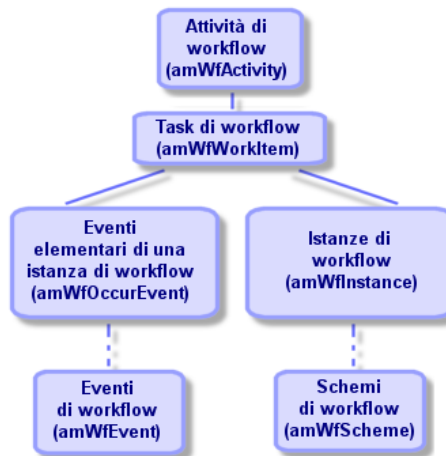 Attività di
workflow
(amWfActivity)
Task di workflow
(amWfWorkItem)
Eventi
elementari di una
istanza di workflow
(amWfOccurEvent)
Istanze di
workflow
(amWfInstance)
Eventi
di workflow
(amWfEvent)
Schemi
di workflow
(amWfScheme)